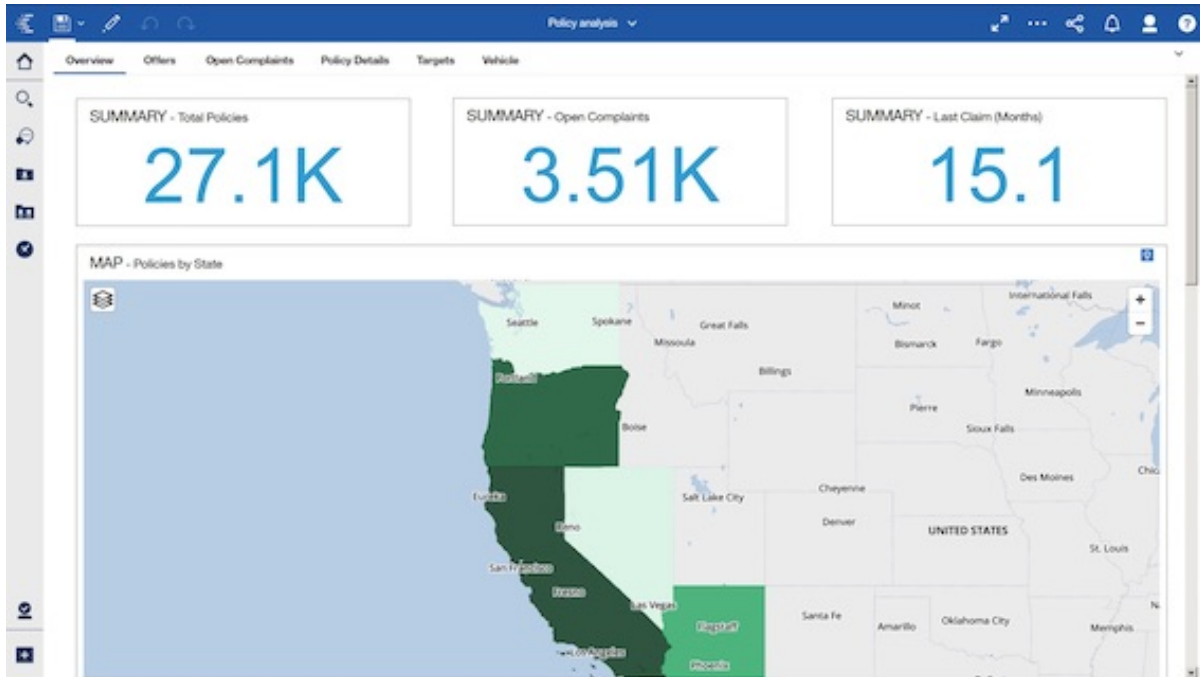 Policy analysis
Overview Offers Open Complaints Policy Details Targets Vehicle
SUMMARY - Total Policies
27.1K
SUMMARY - Open Complaints
3.51K
SUMMARY - Last Claim (Months)
15.1
MAP - Policies by State
+
−
International Falls
Minot
Seattle
Spokane
Great Falls
Missoula
Bismarck
Fargo
Billings
Portland
Minneapolis
Pierre
Boise
Sioux Falls
Des Moines
Chic
Eureka
Salt Lake City
Cheyenne
Reno
Denver
UNITED STATES
St. Louis
San Francisco
Fresno
Las Vegas
Santa Fe
Amarillo
Oklahoma City
Memphis
Flagstaff
Los Angeles
Phoenix